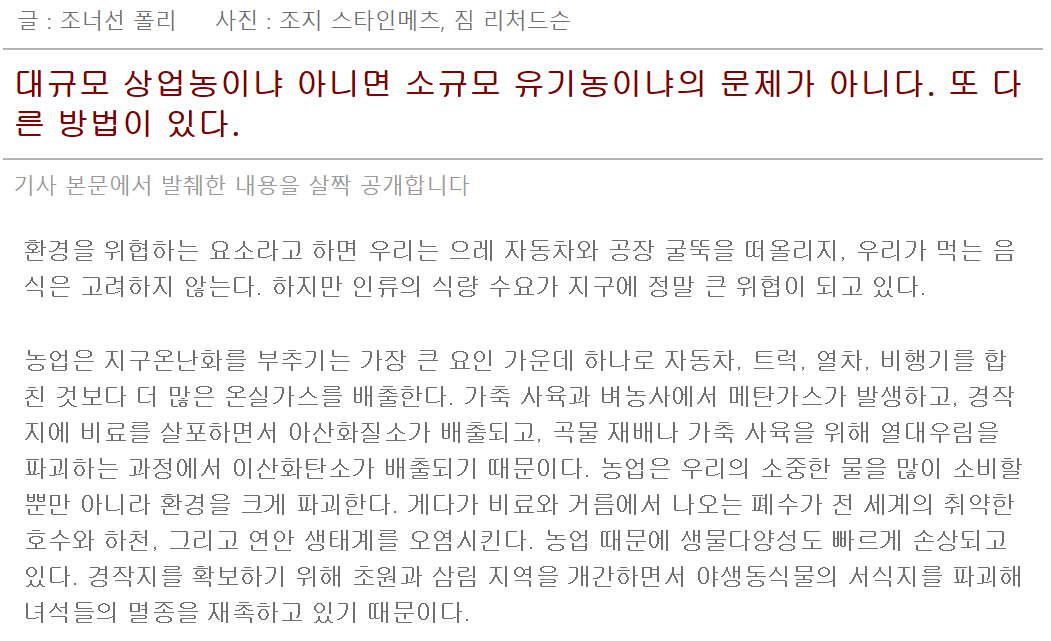 글 : 조너선 폴리 사진 : 조지 스타인메츠, 짐 리처드슨
대규모 상업농이냐 아니면 소규모 유기농이냐의 문제가 아니다. 또 다
른 방법이 있다.
기사 본문에서 발췌한 내용을 살짝 공개합니다
환경을 위협하는 요소라고 하면 우리는 으레 자동차와 공장 굴뚝을 떠올리지, 우리가 먹는 음
식은 고려하지 않는다. 하지만 인류의 식량 수요가 지구에 정말 큰 위협이 되고 있다.
농업은 지구온난화를 부추기는 가장 큰 요인 가운데 하나로 자동차, 트럭, 열차, 비행기를 합
친 것보다 더 많은 온실가스를 배출한다. 가축 사육과 벼농사에서 메탄가스가 발생하고, 경작
지에 비료를 살포하면서 아산화질소가 배출되고, 곡물 재배나 가축 사육을 위해 열대우림을
파괴하는 과정에서 이산화탄소가 배출되기 때문이다. 농업은 우리의 소중한 물을 많이 소비할
뿐만 아니라 환경을 크게 파괴한다. 게다가 비료와 거름에서 나오는 폐수가 전 세계의 취약한
호수와 하천, 그리고 연안 생태계를 오염시킨다. 농업 때문에 생물다양성도 빠르게 손상되고
있다. 경작지를 확보하기 위해 초원과 삼림 지역을 개간하면서 야생동식물의 서식지를 파괴해
녀석들의 멸종을 재촉하고 있기 때문이다.